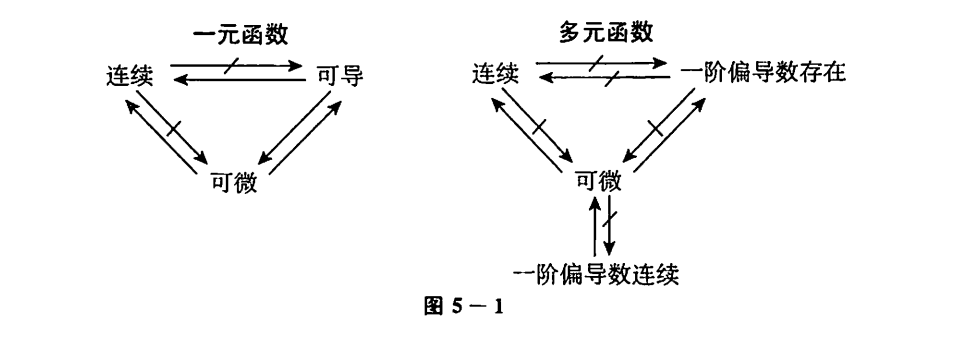 一元函数 多元函数
连续 可导 连续 一阶偏导数存在
可微 可微
一阶偏导数连续
图 5-1